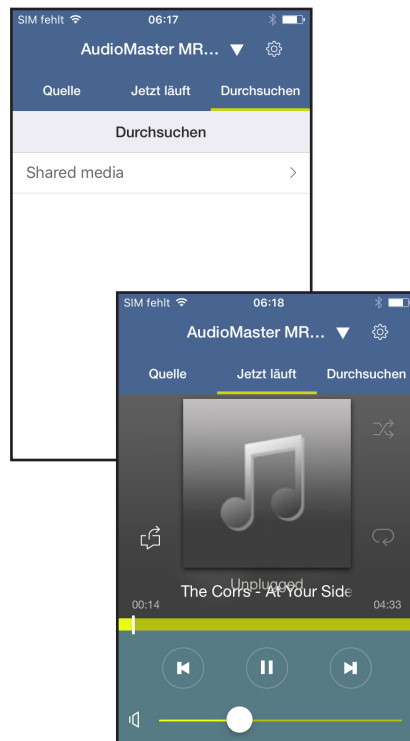 SIM fehlt 06:17
AudioMaster MR... ▼
Quelle Jetzt läuft Durchsuchen
Durchsuchen
Shared media
SIM fehlt 06:18
AudioMaster MR... ▼
Quelle Jetzt läuft Durchsuchen
Unplugged
The Corrs - At Your Side
00:14 04:33